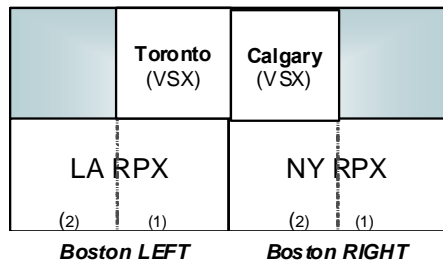 Toronto Calgary
(VSX) (VSX)
LA RPX NY RPX
(2) (1) (2) (1)
Boston LEFT Boston RIGHT